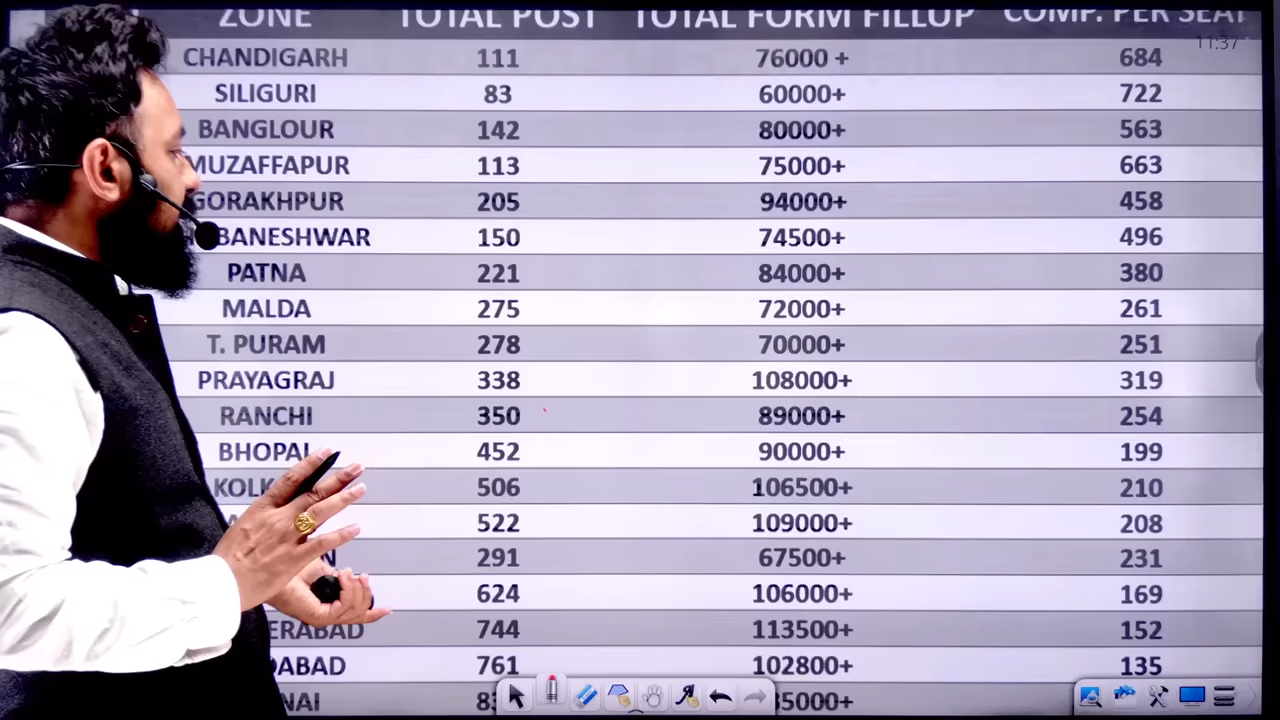 ZONE TOTAL POST TOTAL FORM FILLUP COMP. PER SEAT
11:37
CHANDIGARH 111 76000 + 684
SILIGURI 83 60000+ 722
BANGLOUR 142 80000+ 563
MUZAFFAPUR 113 75000+ 663
GORAKHPUR 205 94000+ 458
BANESHWAR 150 74500+ 496
PATNA 221 84000+ 380
MALDA 275 72000+ 261
T. PURAM 278 70000+ 251
PRAYAGRAJ 338 108000+ 319
RANCHI 350 89000+ 254
BHOPAL 452 90000+ 199
KOLK 506 106500+ 210
522 109000+ 208
N 291 67500+ 231
624 106000+ 169
ERABAD 744 113500+ 152
DABAD 761 102800+ 135
NAI